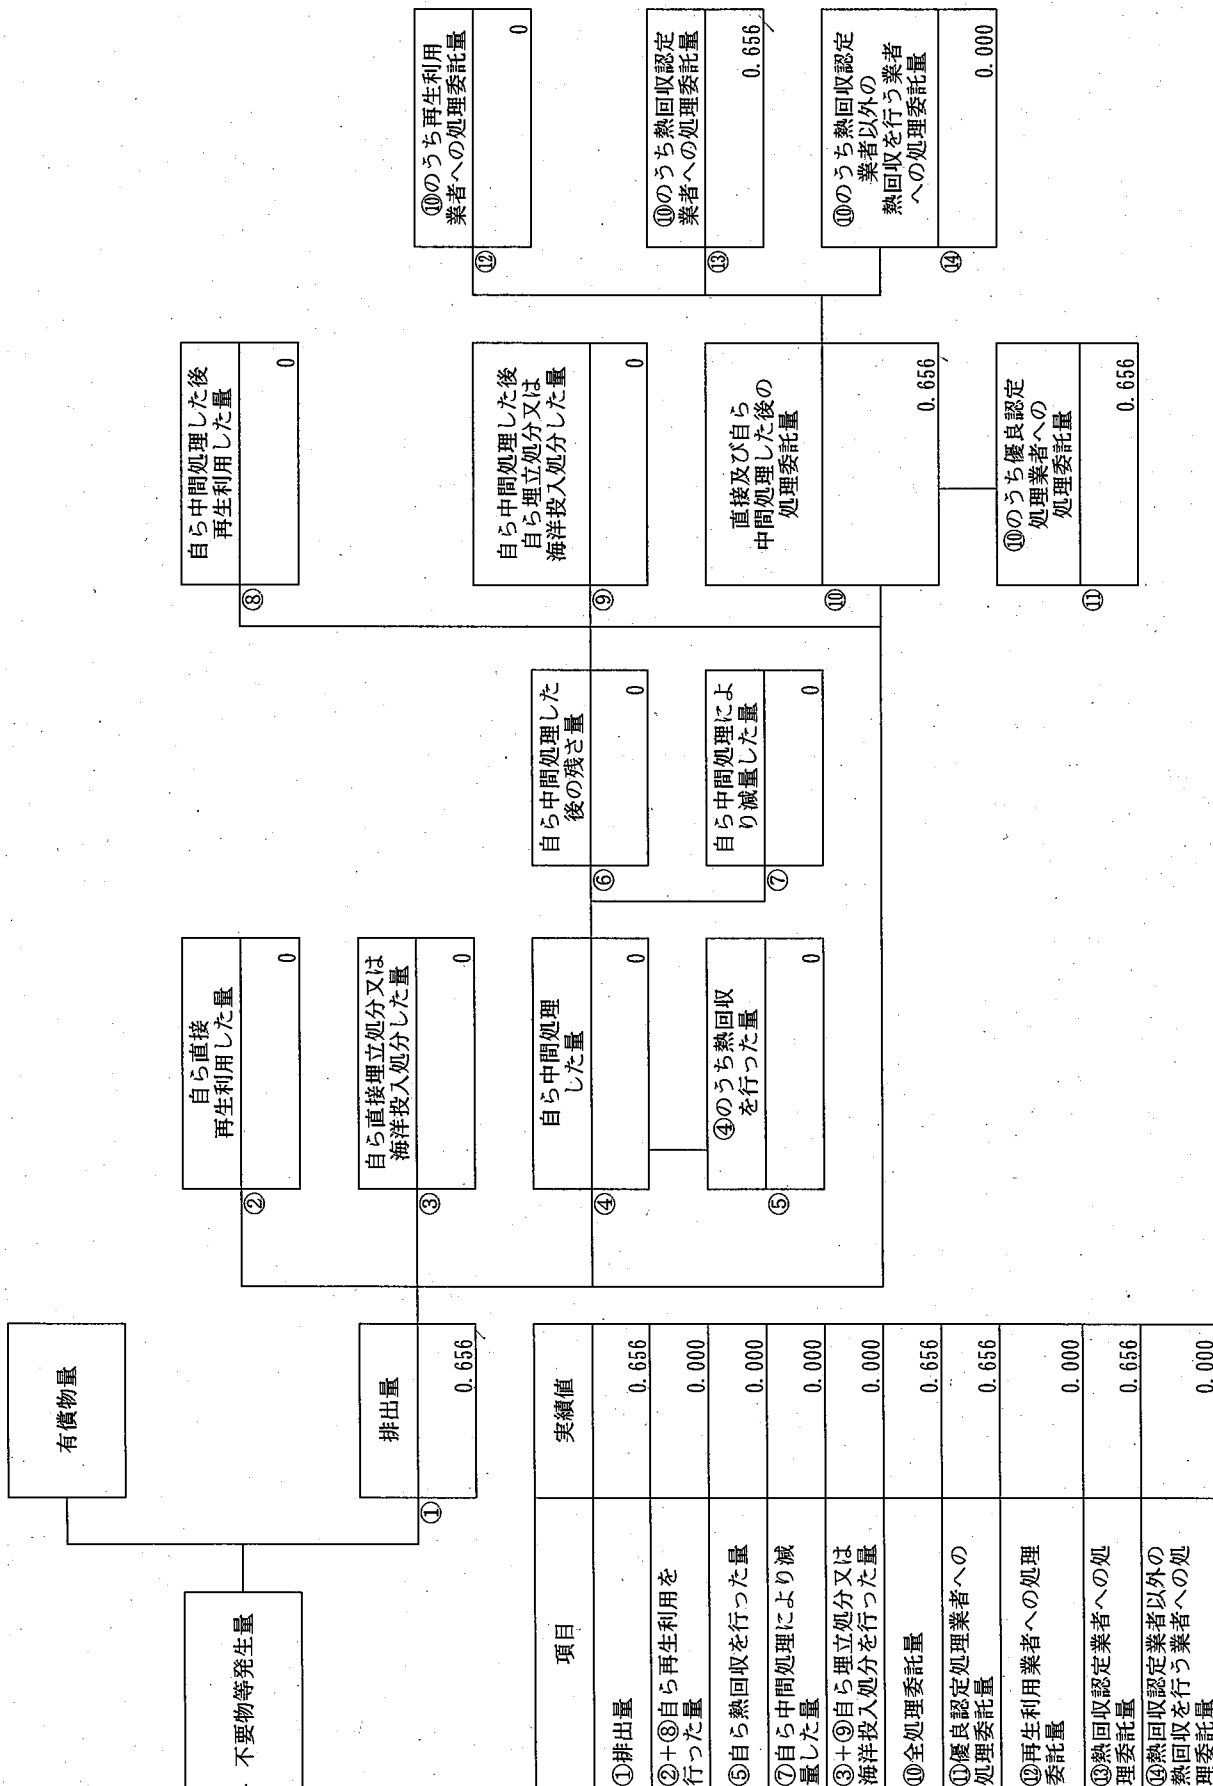 不要物等発生量
有償物量
排出量
①
0.656
自ら直接
再生利用した量
②
0
自ら直接埋立処分又は
海洋投入処分した量
③
0
自ら中間処理
した量
④
0
④のうち熱回収
を行った量
⑤
0
自ら中間処理した
後の残さ量
⑥
0
自ら中間処理によ
り減量した量
⑦
0
自ら中間処理した後
再生利用した量
⑧
0
自ら中間処理した後
自ら埋立処分又は
海洋投入処分した量
⑨
0
直接及び自ら
中間処理した後の
処理委託量
⑩
0.656
⑩のうち優良認定
処理業者への
処理委託量
⑪
0.656
⑩のうち再生利用
業者への処理委託量
⑫
0
⑩のうち熱回収認定
業者への処理委託量
⑬
0.656
⑩のうち熱回収認定
業者以外の
熱回収を行う業者
への処理委託量
⑭
0.000
項目
実績値
①排出量
0.656
②+⑧自ら再生利用を
行った量
0.000
⑤自ら熱回収を行った量
0.000
⑦自ら中間処理により減
量した量
0.000
③+⑨自ら埋立処分又は
海洋投入処分を行った量
0.000
⑩全処理委託量
0.656
⑪優良認定処理業者への
処理委託量
0.656
⑫再生利用業者への処理
委託量
0.000
⑬熱回収認定業者への処
理委託量
0.656
⑭熱回収認定業者以外の
熱回収を行う業者への処
理委託量
0.000